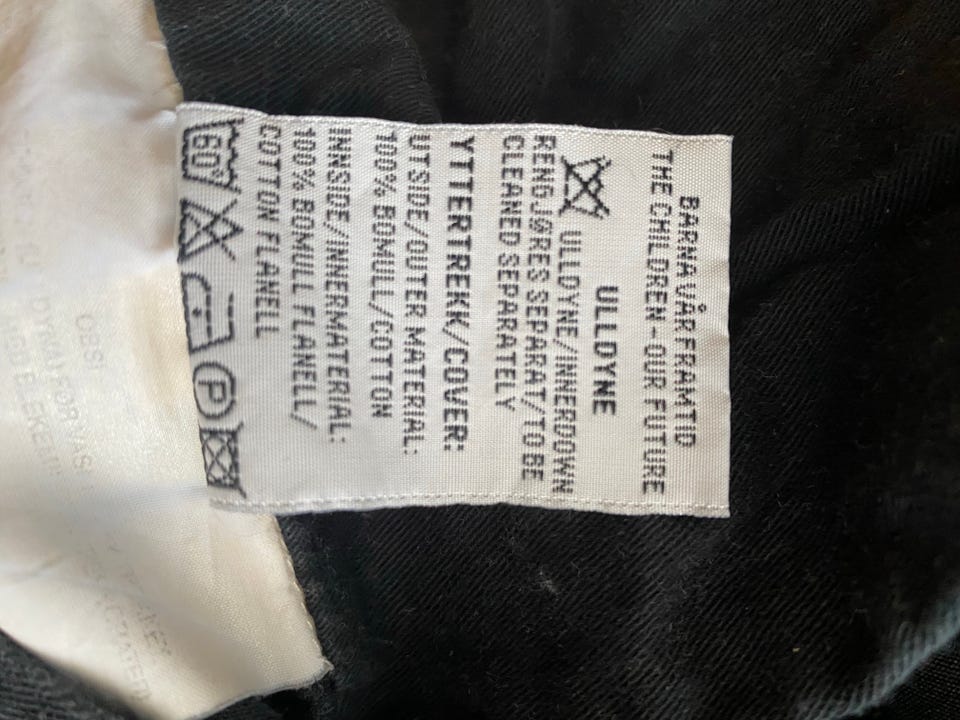 BARNA VÅR FRAMTID
THE CHILDREN-OUR FUTURE
ULLDYNE
ULLDYNE/INNERDOWN
RENGJØRES SEPARAT/TO BE
CLEANED SEPARATELY
YTTERTREKK/COVER:
UTSIDE/OUTER MATERIAL:
100% BOMULL/COTTON
INNSIDE/INNERMATERIAL:
100% BOMULL FLANELL/
COTTON FLANELL
60° P
OBS!